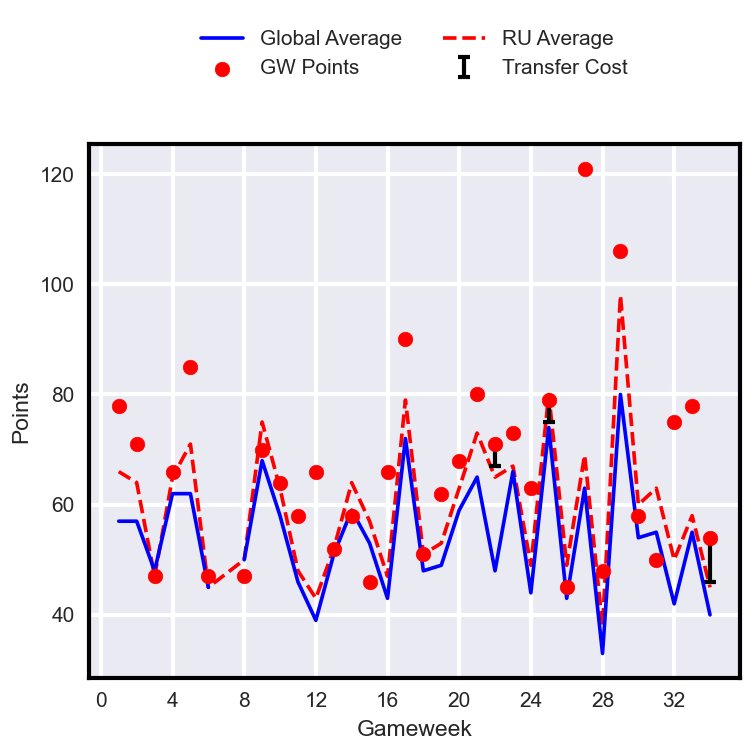 Global Average RU Average
GW Points Transfer Cost
120
100
80
60
40
Points
0 4 8 12 16 20 24 28 32
Gameweek